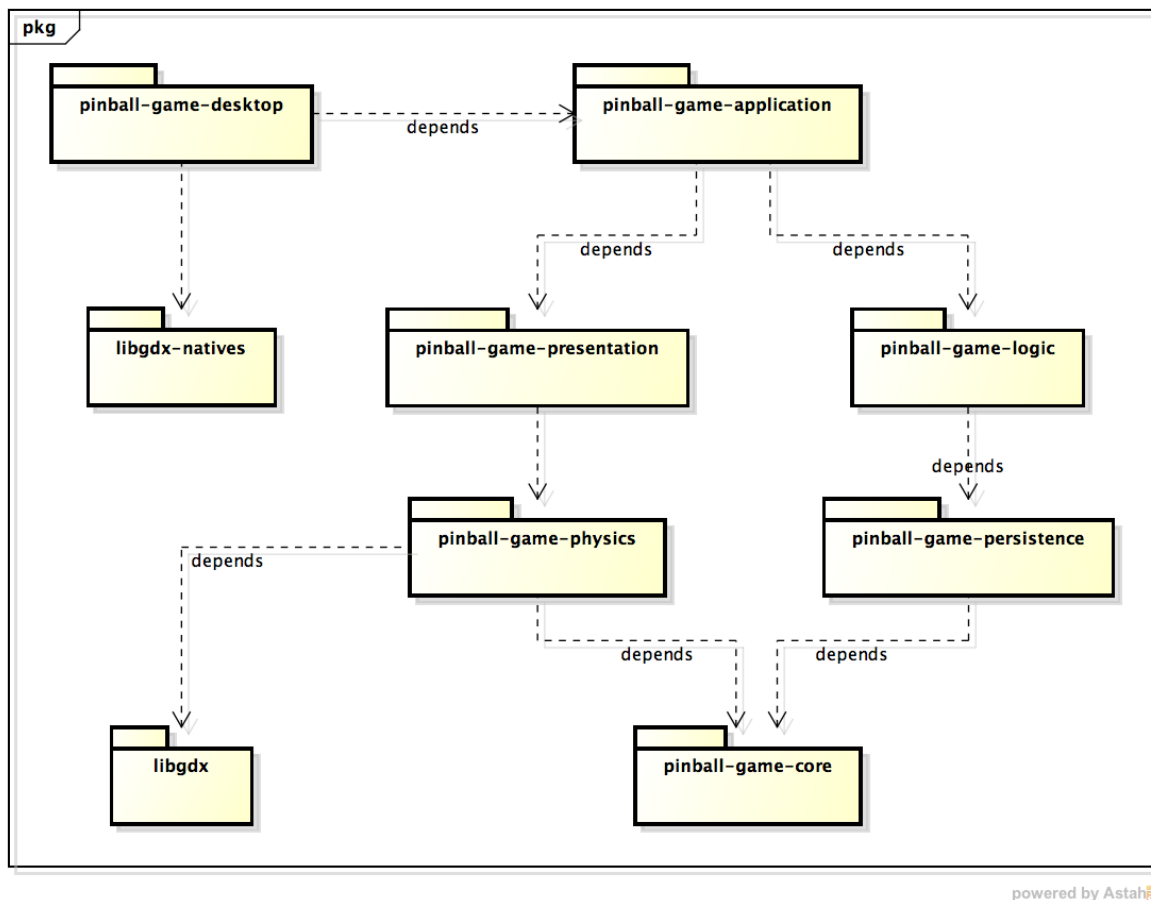 pkg
pinball-game-desktop
pinball-game-application
depends
depends
depends
libgdx-natives
pinball-game-presentation
pinball-game-logic
depends
pinball-game-physics
pinball-game-persistence
depends
depends
depends
libgdx
pinball-game-core
powered by Astah